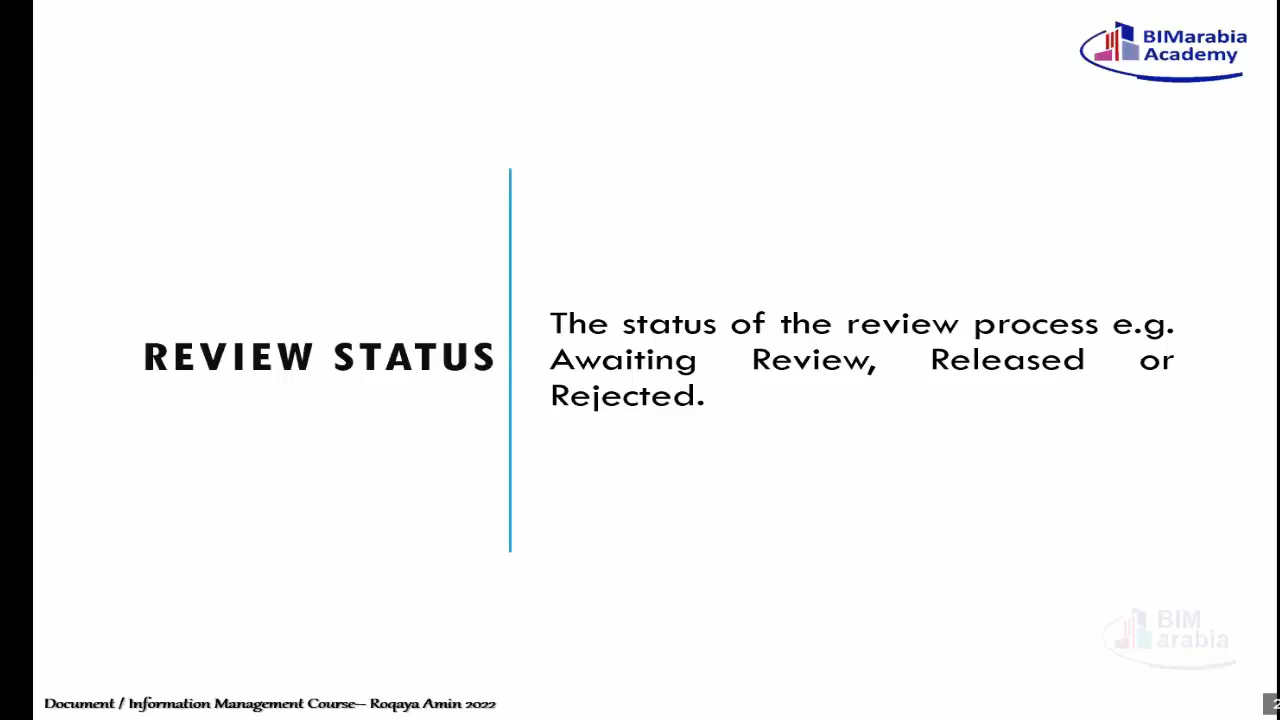 BIMarabia
Academy
REVIEW STATUS
The status of the review process e.g.
Awaiting Review, Released or
Rejected.
BIM
arabia
Document / Information Management Course-- Roqaya Amin 2022